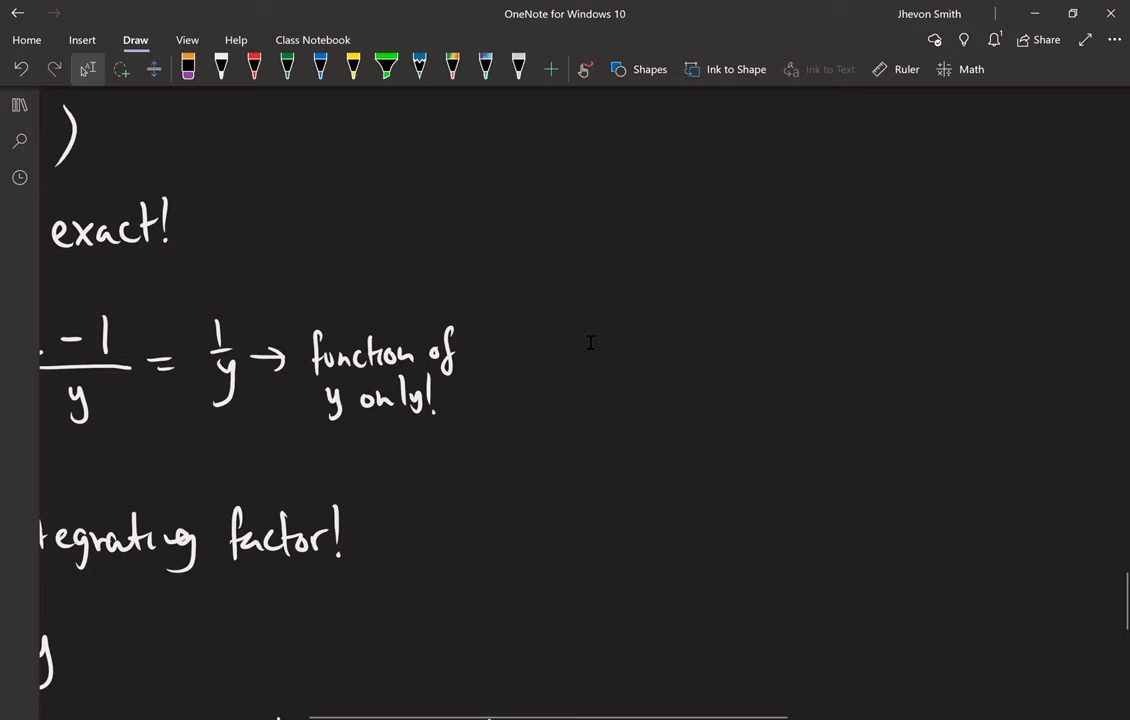 OneNote for Windows 10
Jhevon Smith
Home Insert Draw View Help Class Notebook
Share
Shapes Ink to Shape Ink to Text Ruler Math
)
exact!
. - 1 / y = 1/y → function of
y only!
tegrating factor!
y